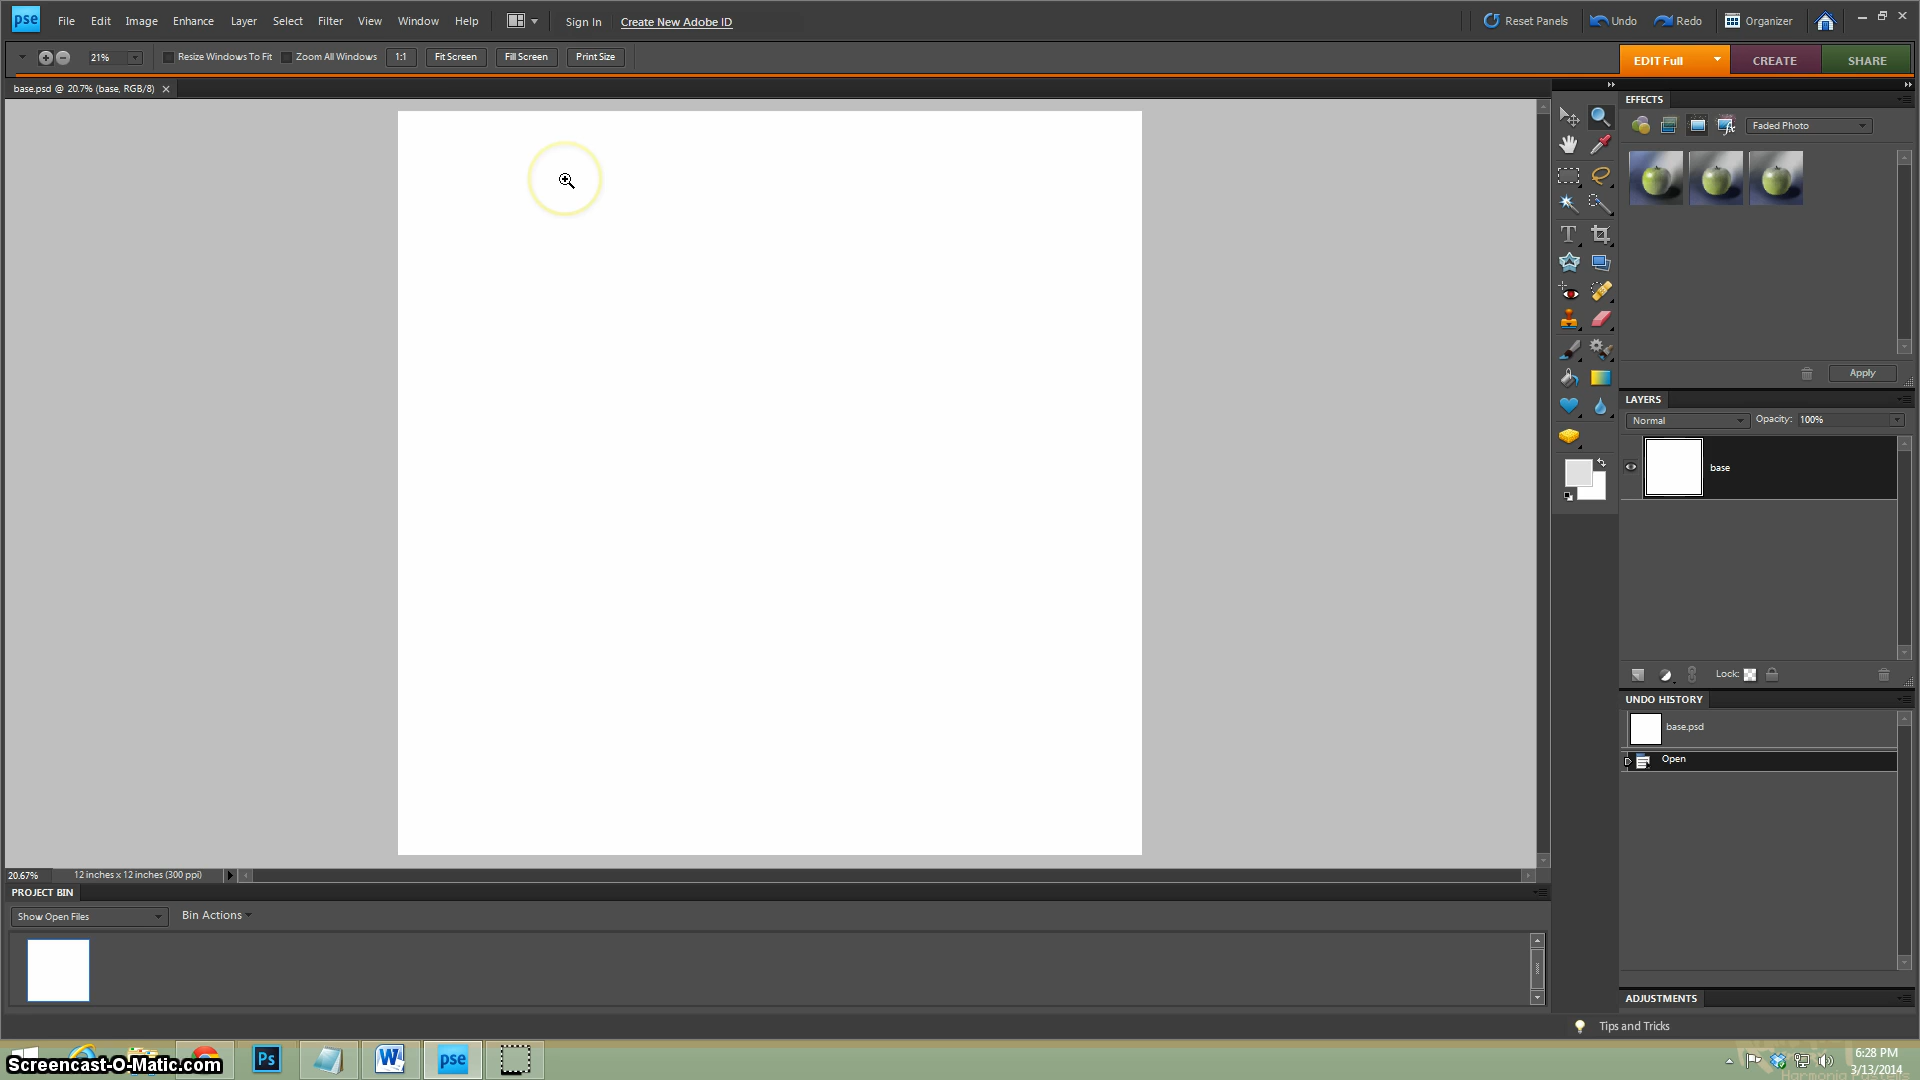 pse File Edit Image Enhance Layer Select Filter View Window Help Sign In Create New Adobe ID Reset Panels Undo Redo Organizer
21% Resize Windows To Fit Zoom All Windows 1:1 Fit Screen Fill Screen Print Size EDIT Full CREATE SHARE
base.psd @ 20.7% (base, RGB/8)
EFFECTS
Faded Photo
T
Apply
LAYERS
Normal Opacity: 100%
base
Lock:
UNDO HISTORY
base.psd
Open
20.67% 12 inches x 12 inches (300 ppi)
PROJECT BIN
Show Open Files Bin Actions
ADJUSTMENTS
Tips and Tricks
Screencast-O-Matic.com
Ps
W
pse
6:28 PM
3/13/2014